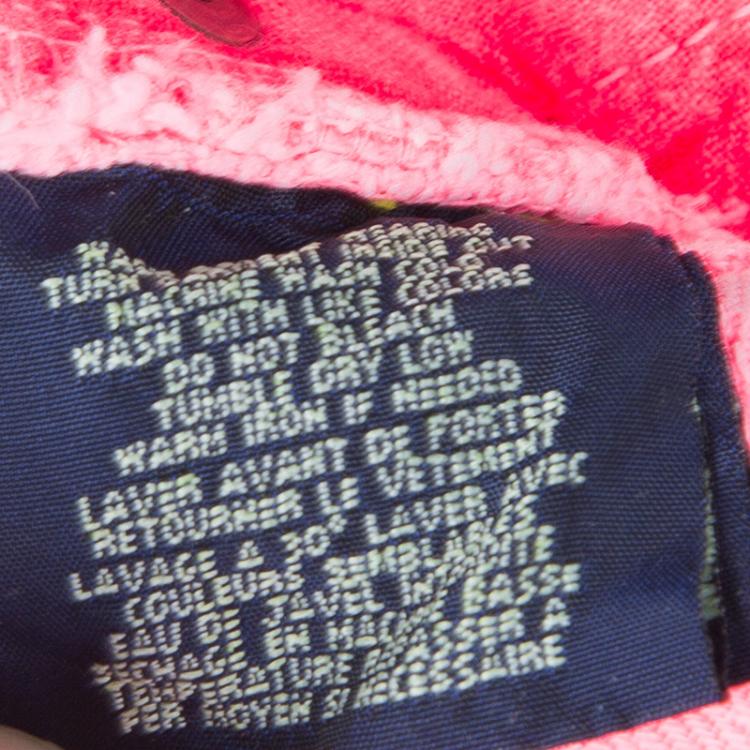 WEARING
TURN GARMENT INSIDE OUT
MACHINE WASH COLD
WASH WITH LIKE COLORS
DO NOT BLEACH
TUMBLE DRY LOW
WARM IRON IF NEEDED
LAVER AVANT DE PORTER
RETOURNER LE VETEMENT
LAVAGE A 30° LAVER AVEC
COULEURS SEMBLABLES
EAU DE JAVEL INTERDITE
EN MACHINE BASSE
TEMPERATURE REPASSER A
FER MOYEN SI NECESSAIRE